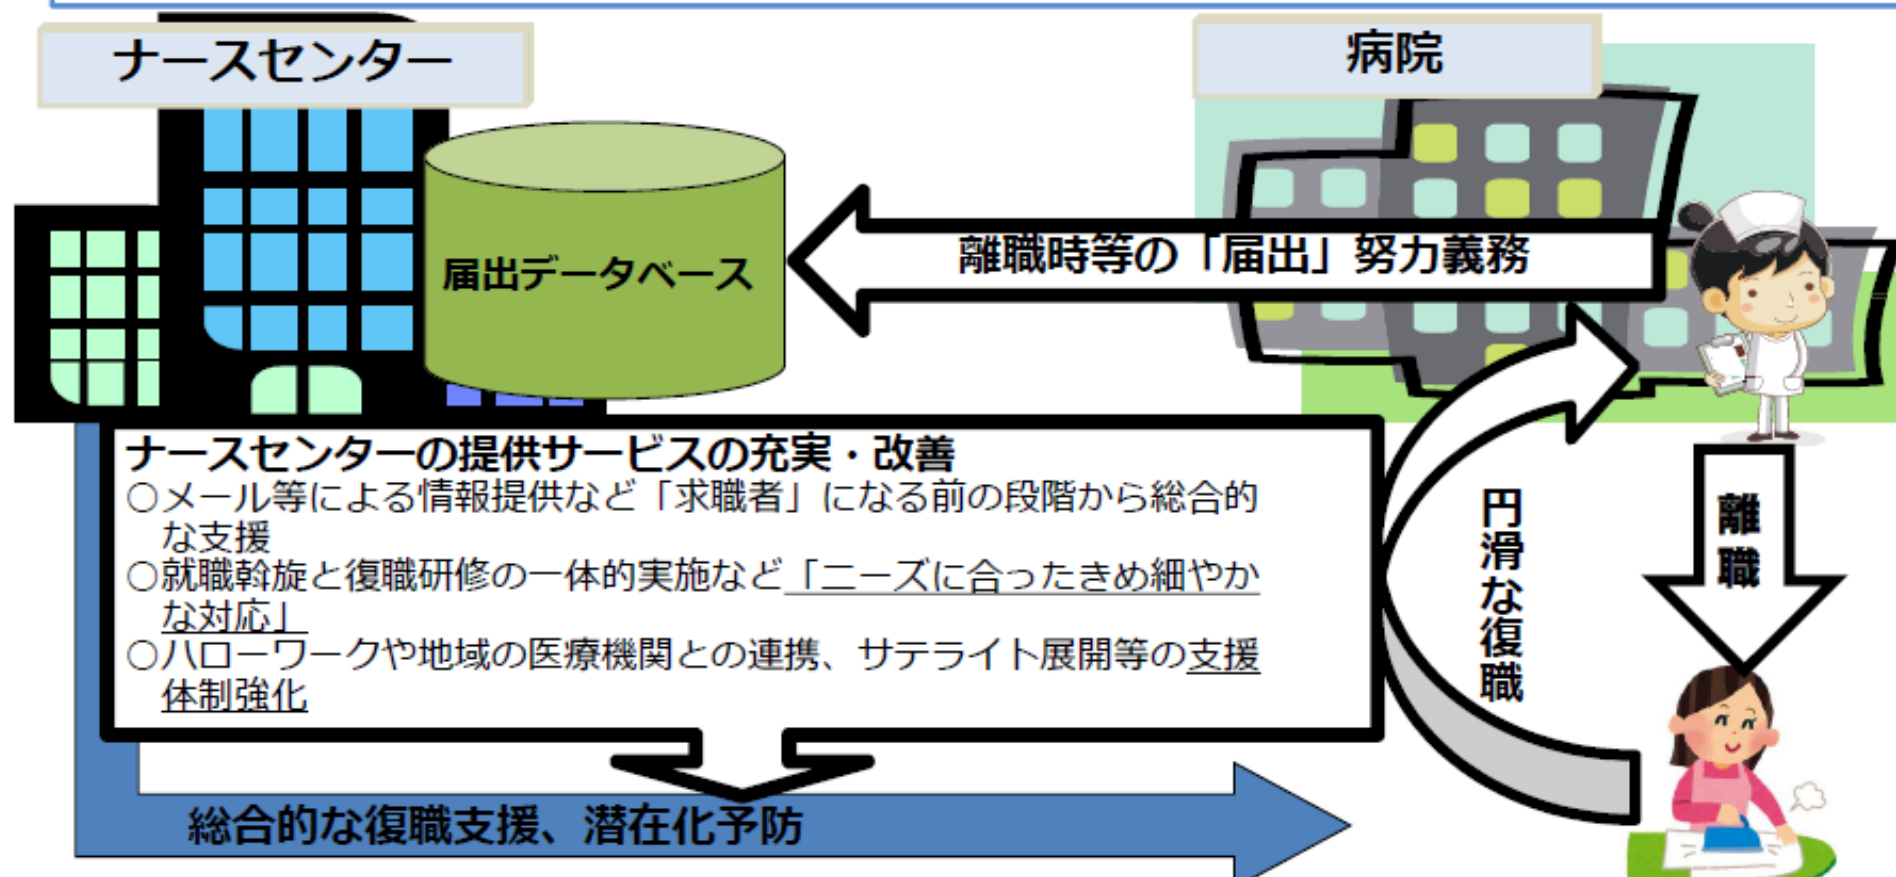 ナースセンター
病院
届出データベース
離職時等の「届出」努力義務
ナースセンターの提供サービスの充実・改善
○メール等による情報提供など「求職者」になる前の段階から総合的
な支援
○就職斡旋と復職研修の一体的実施など「ニーズに合ったきめ細やか
な対応」
○ハローワークや地域の医療機関との連携、サテライト展開等の支援
体制強化
円滑な復職
離職
総合的な復職支援、潜在化予防